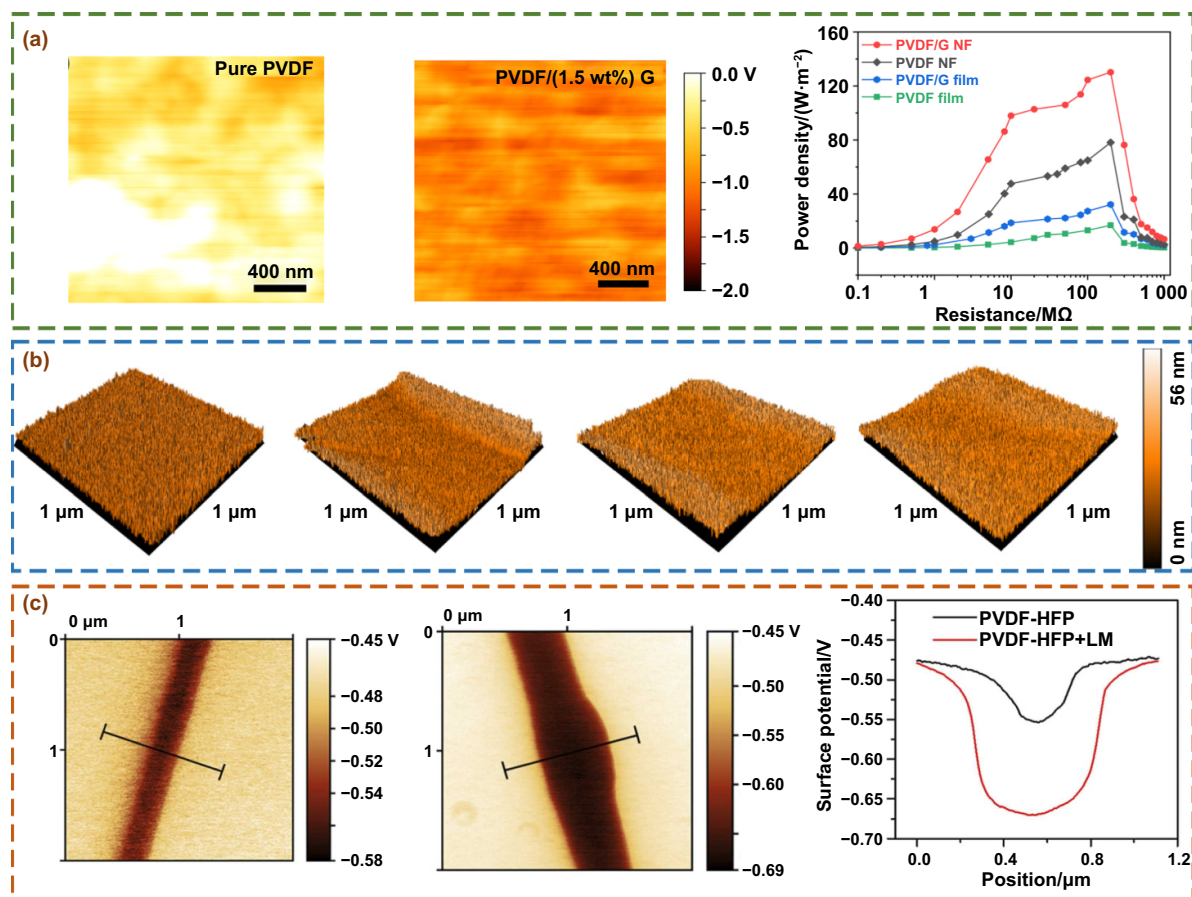 (a)
Pure PVDF
400 nm
PVDF/(1.5 wt%) G
400 nm
0.0 V
−0.5
−1.0
−1.5
−2.0
PVDF/G NF
PVDF NF
PVDF/G film
PVDF film
Power density/(W·m⁻²)
160
120
80
40
0
0.1
1
10
100
1 000
Resistance/MΩ
(b)
1 μm
1 μm
1 μm
1 μm
1 μm
1 μm
1 μm
1 μm
56 nm
0 nm
(c)
0 μm
1
0
1
−0.45 V
−0.48
−0.50
−0.52
−0.54
−0.58
0 μm
1
0
1
−0.45 V
−0.50
−0.55
−0.60
−0.69
PVDF-HFP
PVDF-HFP+LM
Surface potential/V
−0.40
−0.45
−0.50
−0.55
−0.60
−0.65
−0.70
0.0
0.4
0.8
1.2
Position/μm